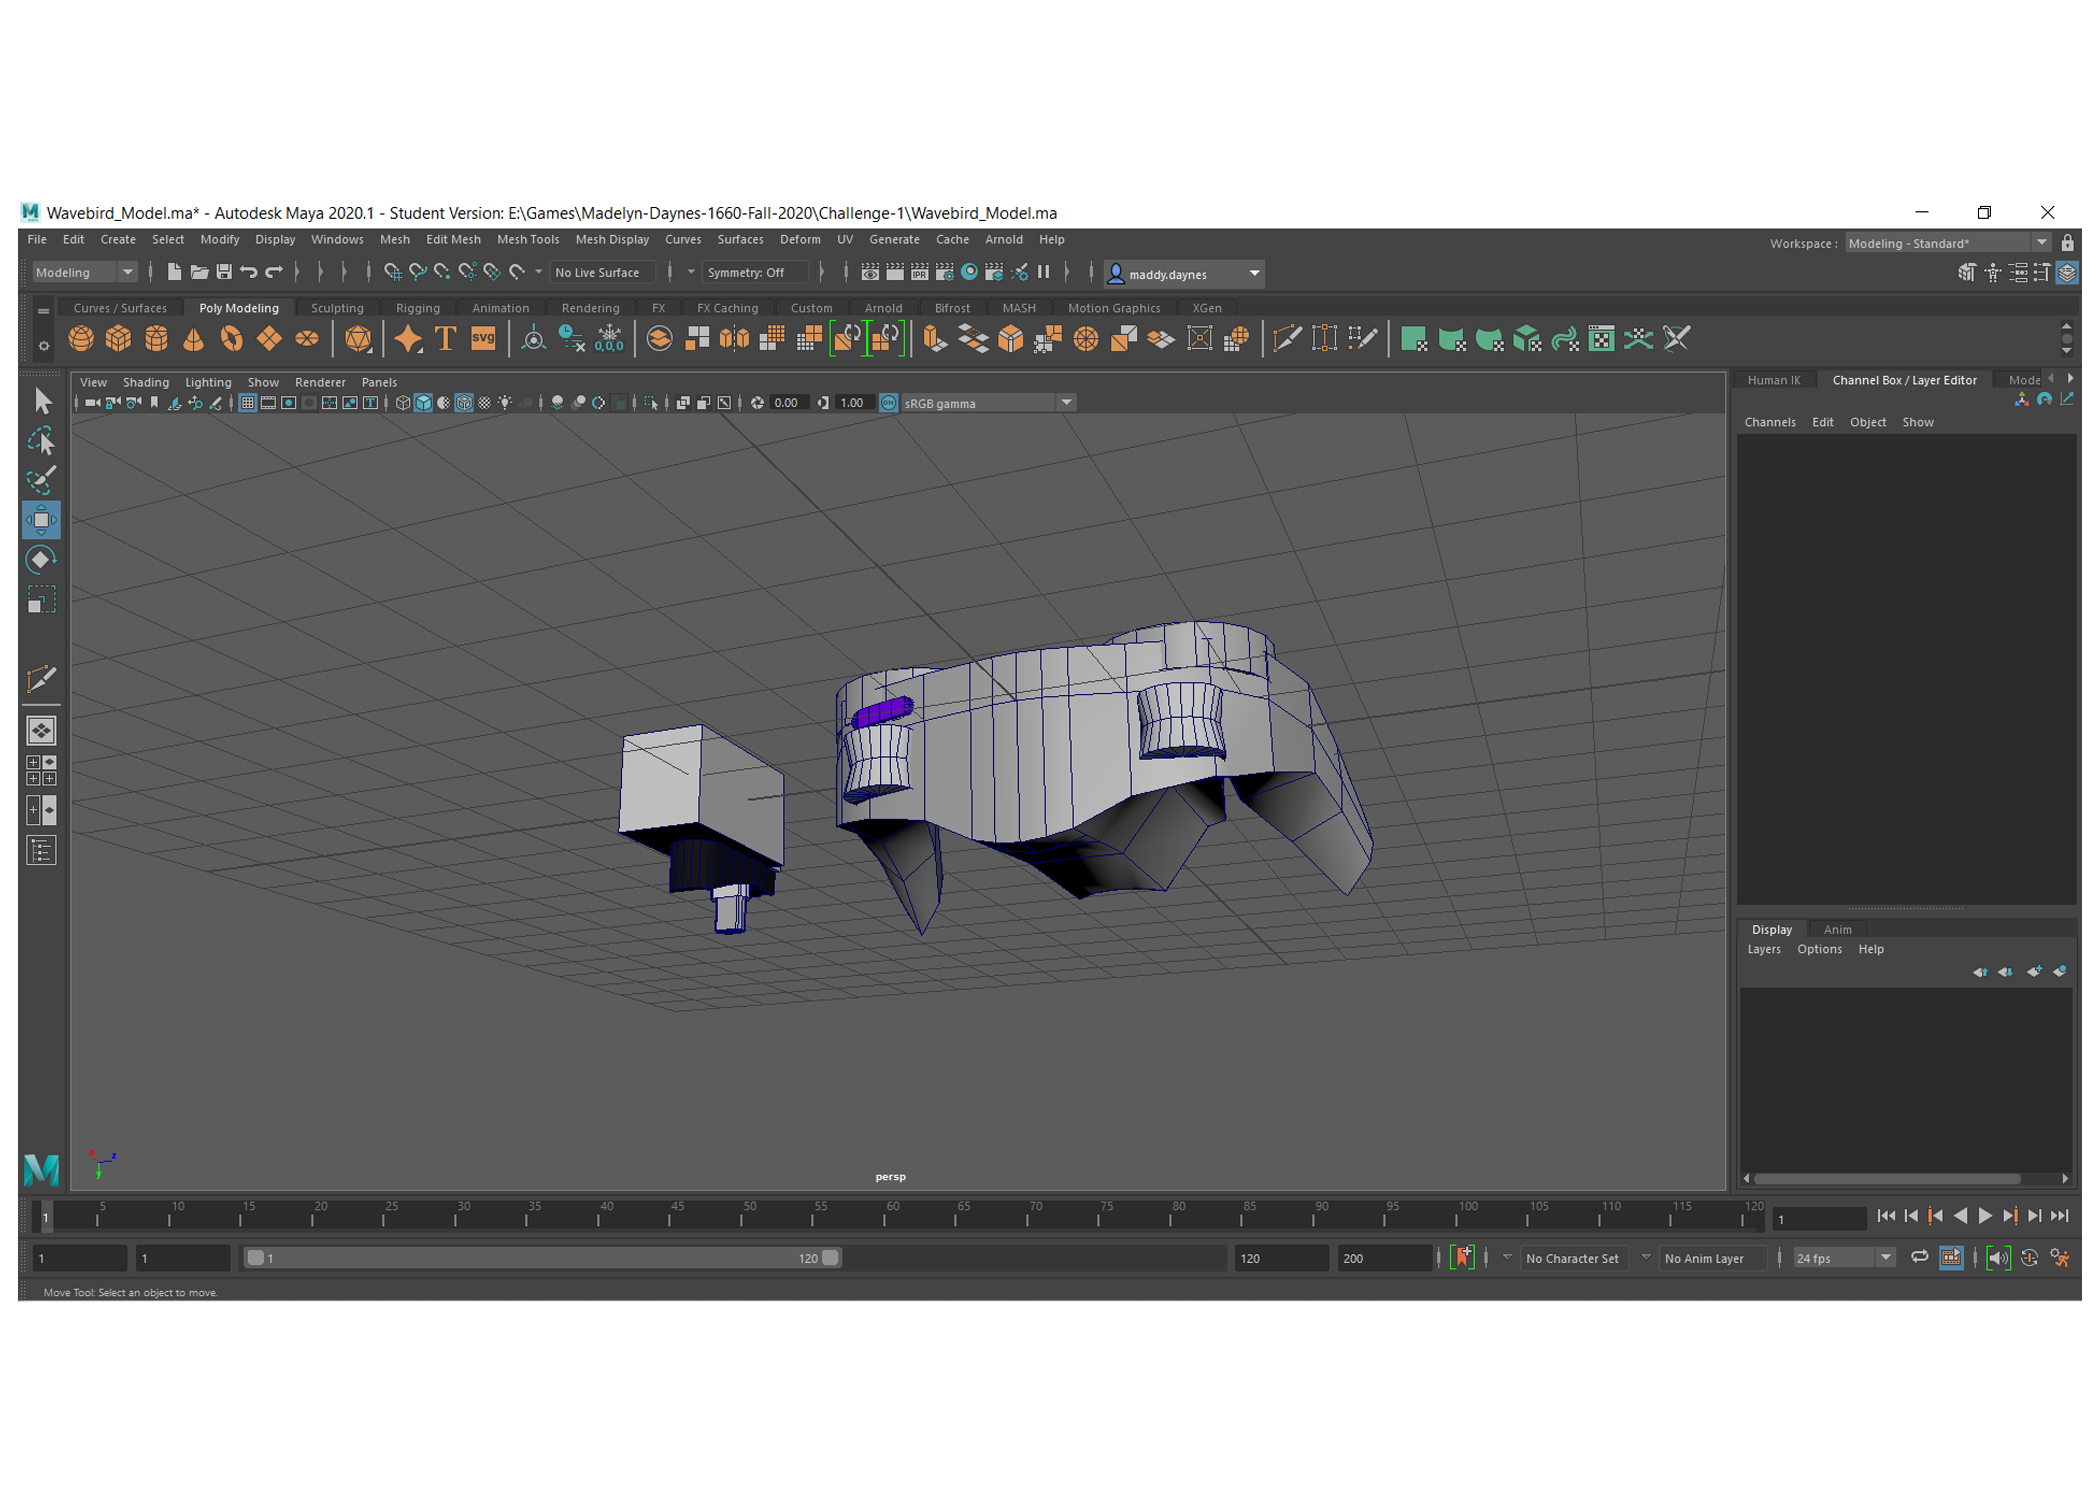 Wavebird_Model.ma* - Autodesk Maya 2020.1 - Student Version: E:\Games\Madelyn-Daynes-1660-Fall-2020\Challenge-1\Wavebird_Model.ma
File Edit Create Select Modify Display Windows Mesh Edit Mesh Mesh Tools Mesh Display Curves Surfaces Deform UV Generate Cache Arnold Help
Workspace : Modeling - Standard*
Modeling No Live Surface Symmetry: Off IPR maddy.daynes
Curves / Surfaces Poly Modeling Sculpting Rigging Animation Rendering FX FX Caching Custom Arnold Bifrost MASH Motion Graphics XGen
T SVG 0,0,0
View Shading Lighting Show Renderer Panels
0.00 1.00 ON sRGB gamma
Human IK Channel Box / Layer Editor Mode
Channels Edit Object Show
Display Anim
Layers Options Help
x z
y
persp
1 5 10 15 20 25 30 35 40 45 50 55 60 65 70 75 80 85 90 95 100 105 110 115 120 1
1 1 1 120 120 200 No Character Set No Anim Layer 24 fps
Move Tool: Select an object to move.